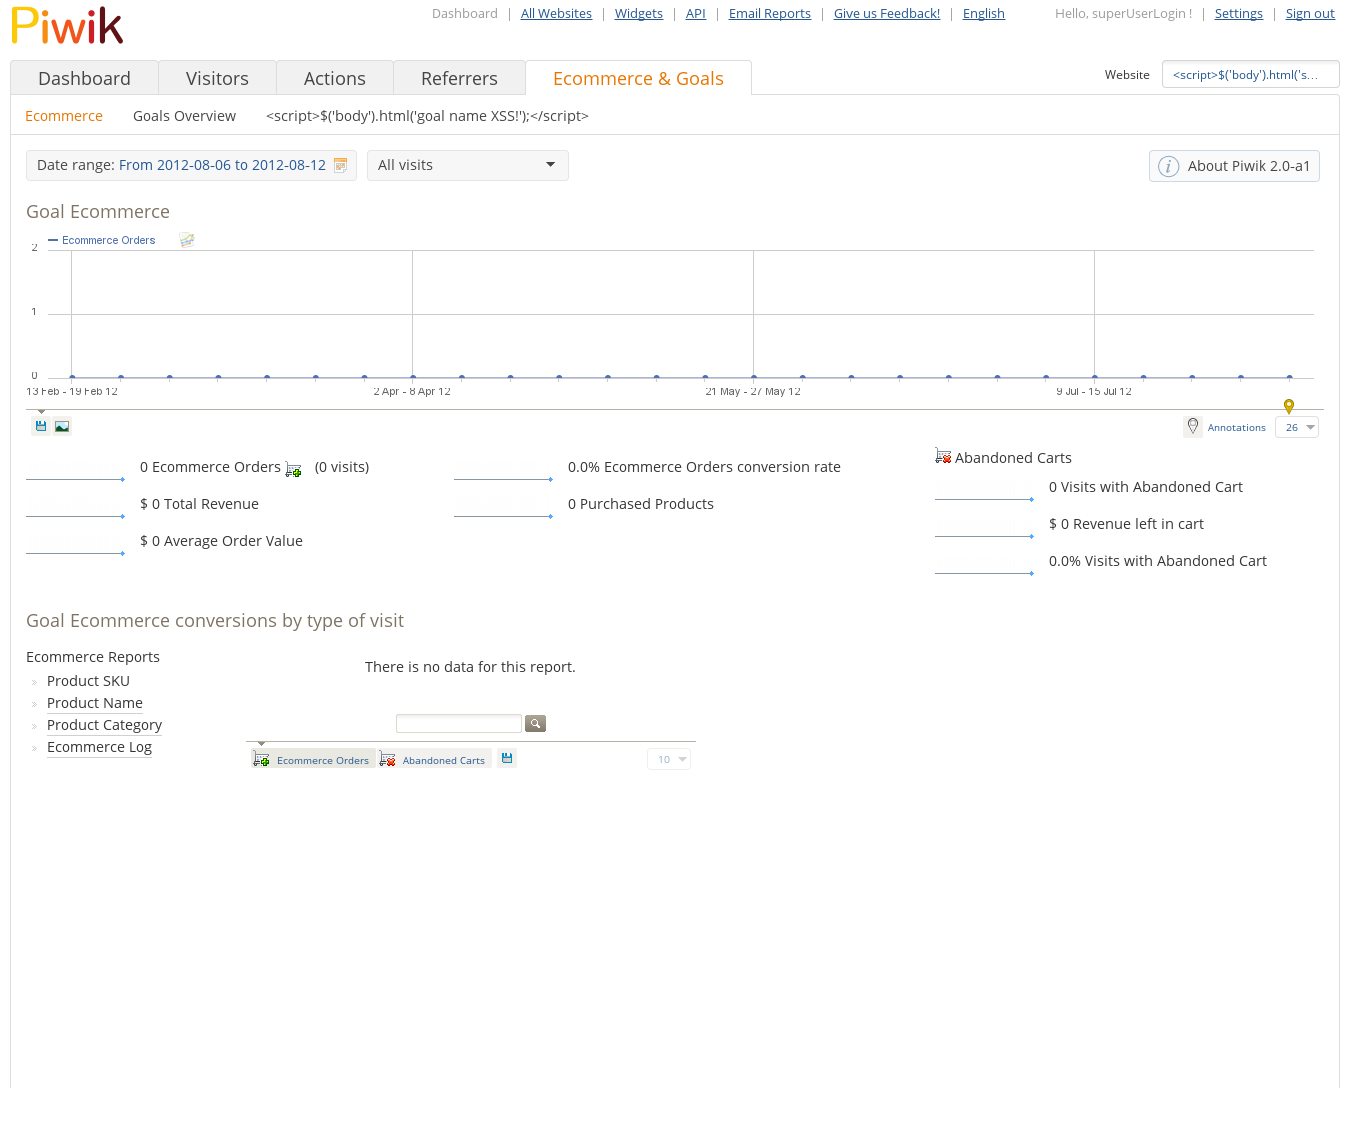 Piwik
Dashboard | All Websites | Widgets | API | Email Reports | Give us Feedback! | English
Hello, superUserLogin ! | Settings | Sign out
Dashboard Visitors Actions Referrers Ecommerce & Goals
Website <script>$('body').html('s...
Ecommerce Goals Overview <script>$('body').html('goal name XSS!');</script>
Date range: From 2012-08-06 to 2012-08-12
All visits
About Piwik 2.0-a1
Goal Ecommerce
Ecommerce Orders
2
1
0
13 Feb - 19 Feb 12 2 Apr - 8 Apr 12 21 May - 27 May 12 9 Jul - 15 Jul 12
Annotations 26
0 Ecommerce Orders (0 visits)
$ 0 Total Revenue
$ 0 Average Order Value
0.0% Ecommerce Orders conversion rate
0 Purchased Products
Abandoned Carts
0 Visits with Abandoned Cart
$ 0 Revenue left in cart
0.0% Visits with Abandoned Cart
Goal Ecommerce conversions by type of visit
Ecommerce Reports
Product SKU
Product Name
Product Category
Ecommerce Log
There is no data for this report.
Ecommerce Orders Abandoned Carts 10